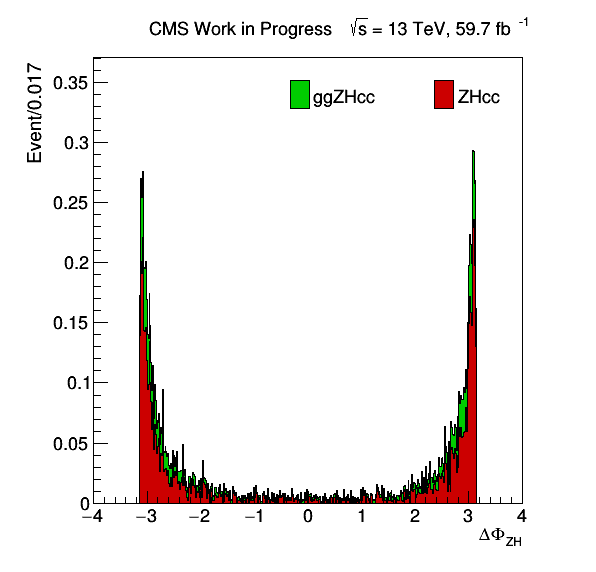 CMS Work in Progress √s = 13 TeV, 59.7 fb⁻¹
Event/0.017
ggZHcc ZHcc
0.35
0.3
0.25
0.2
0.15
0.1
0.05
0
−4 −3 −2 −1 0 1 2 3 4
ΔΦ_ZH